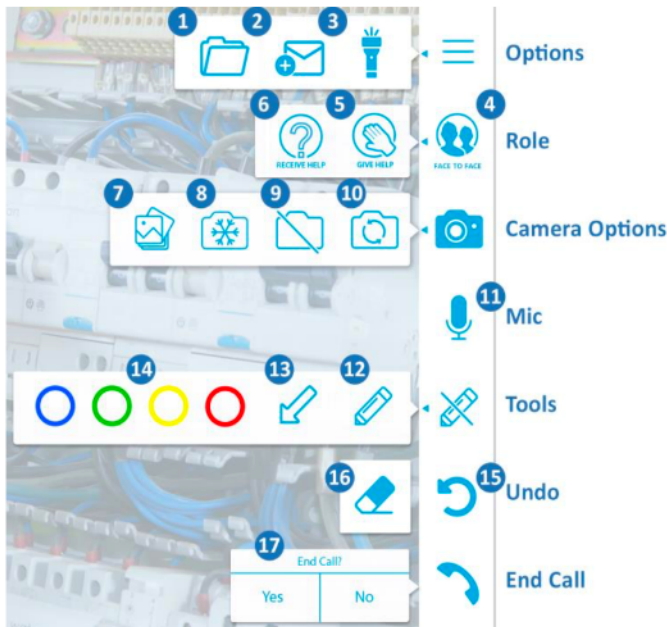 1 2 3
Options
6 5 4
RECEIVE HELP GIVE HELP FACE TO FACE
Role
7 8 9 10
Camera Options
11
Mic
14 13 12
Tools
16 15
Undo
17
End Call?
Yes No
End Call